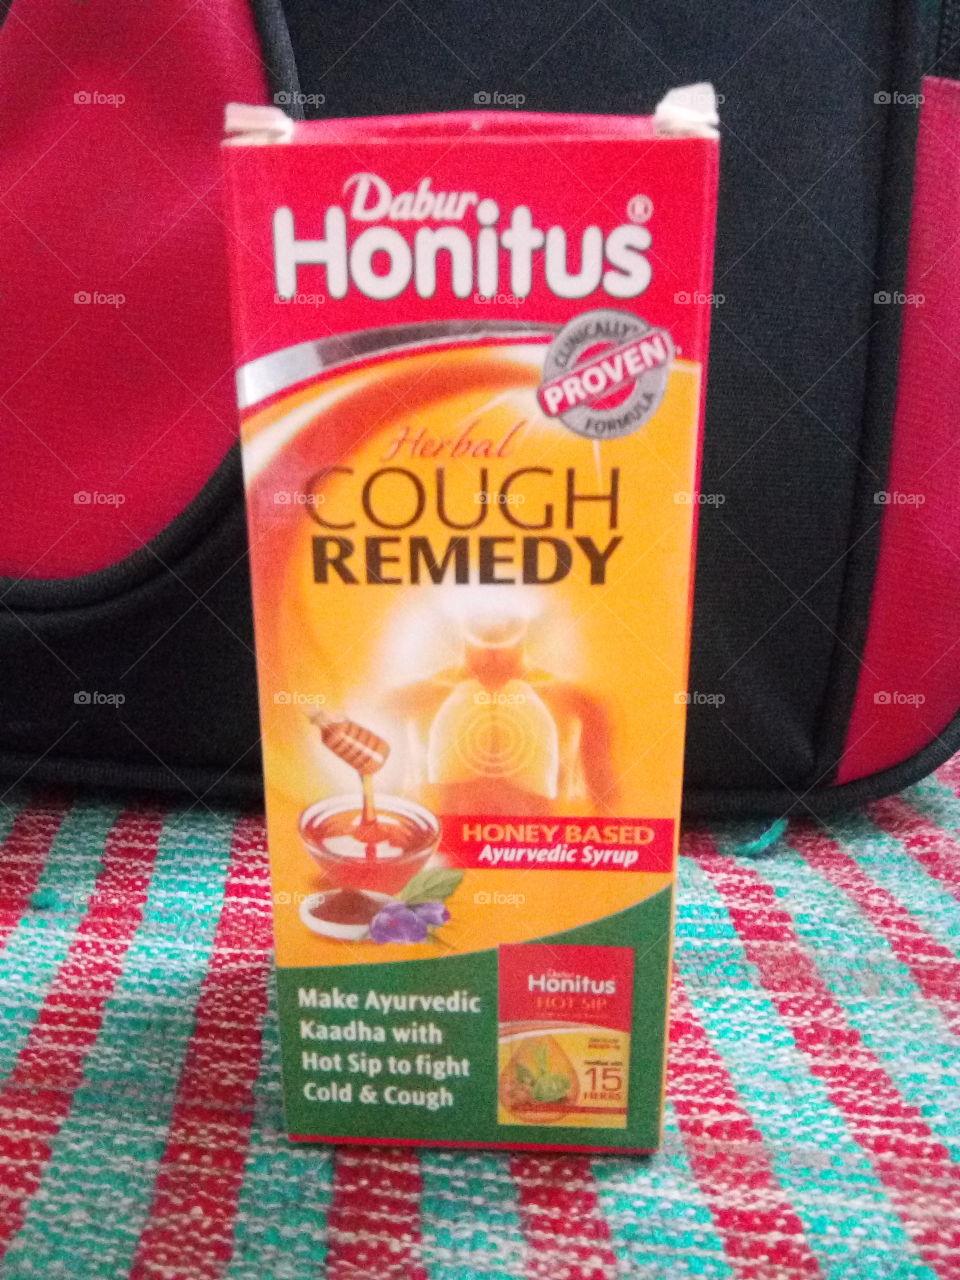 Dabur
Honitus®
CLINICALLY
PROVEN
FORMULA
Herbal
COUGH
REMEDY
HONEY BASED
Ayurvedic Syrup
Make Ayurvedic
Kaadha with
Hot Sip to fight
Cold & Cough
Dabur
Honitus
HOT SIP
15
HERBS
foap